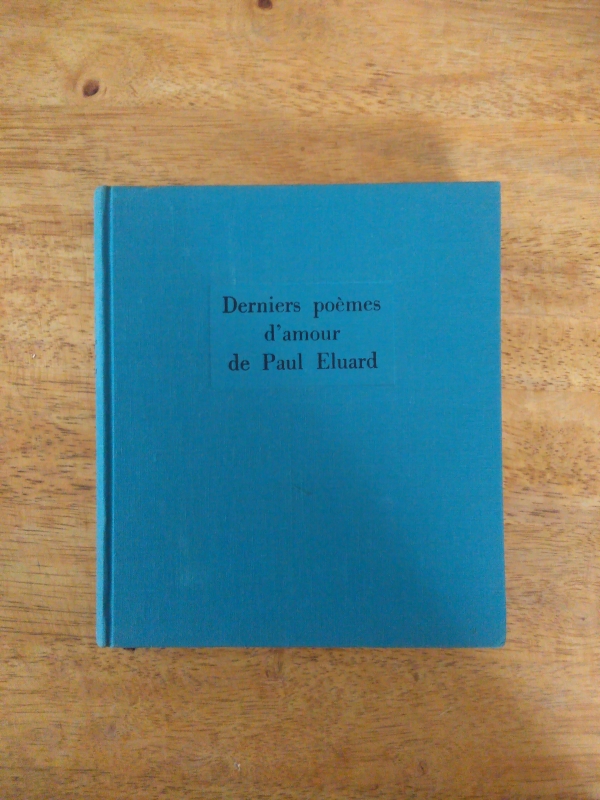 Derniers poèmes
d'amour
de Paul Eluard